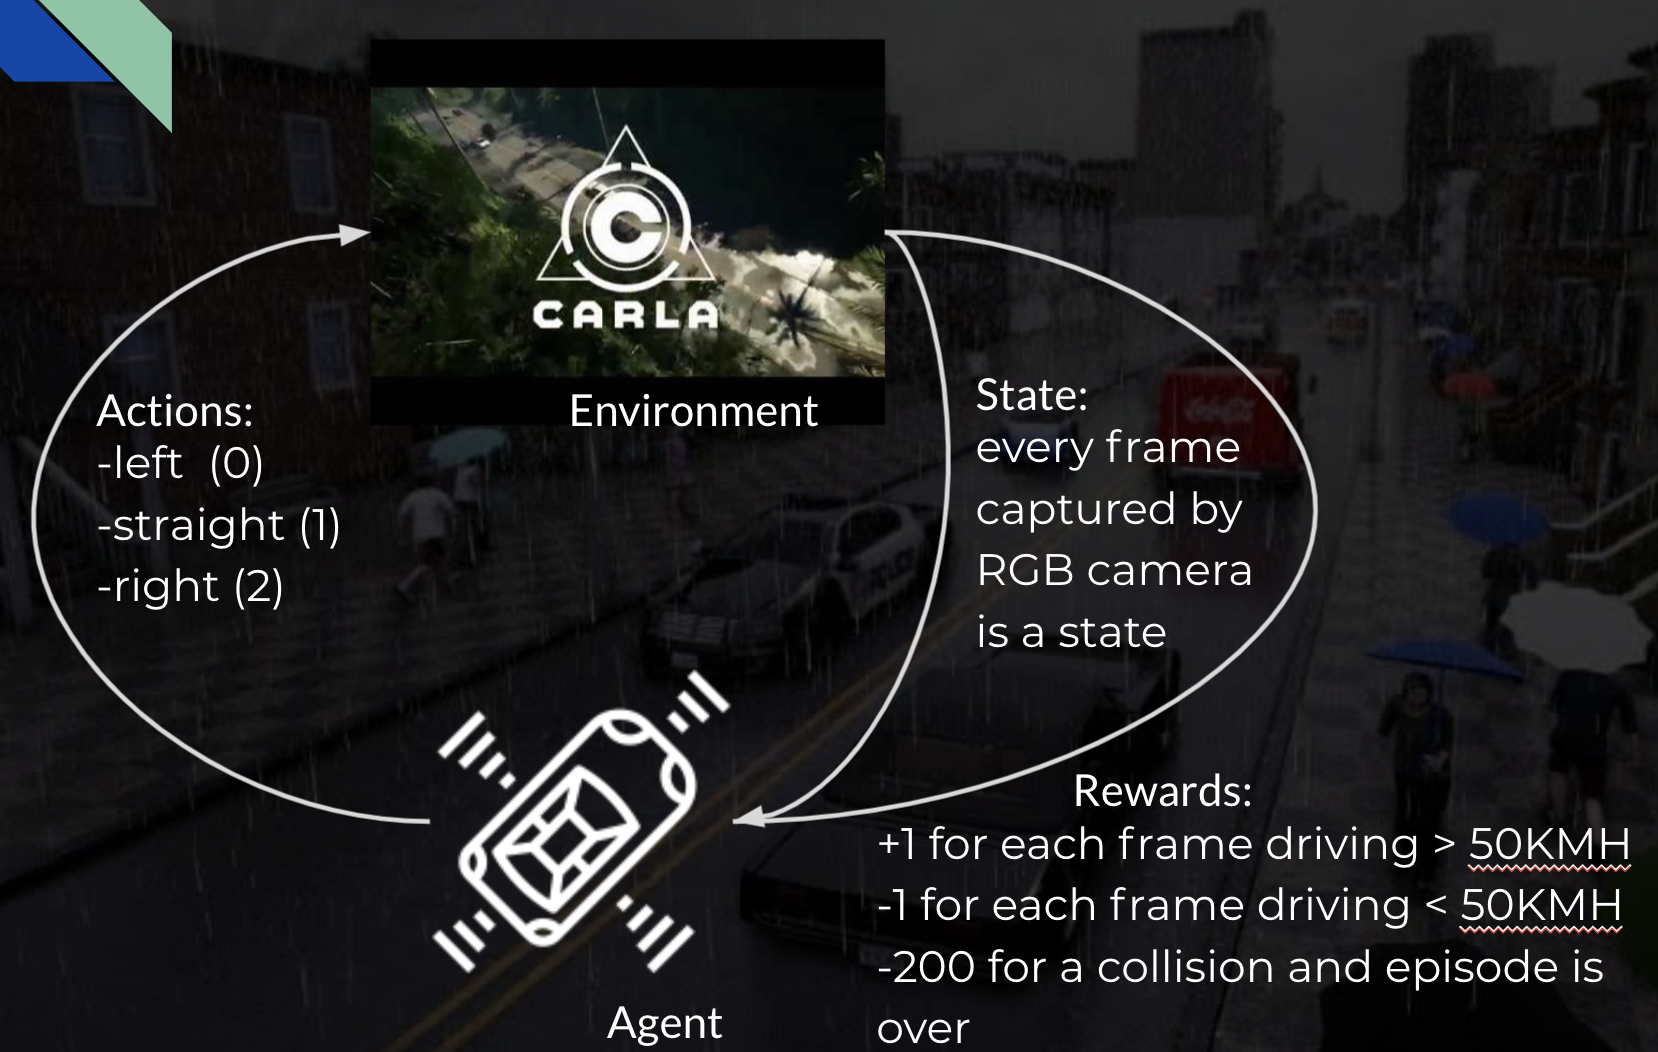 CARLA
Environment
Actions:
-left (0)
-straight (1)
-right (2)
State:
every frame
captured by
RGB camera
is a state
Coca-Cola
Rewards:
+1 for each frame driving > 50KMH
-1 for each frame driving < 50KMH
-200 for a collision and episode is
over
Agent